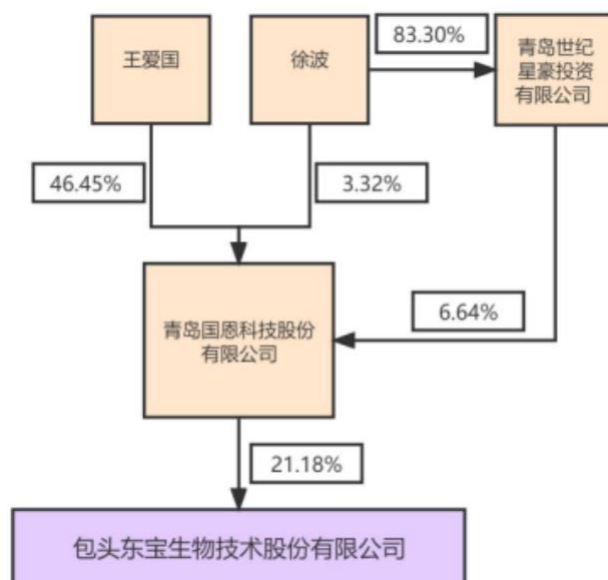 王爱国
徐波
83.30%
青岛世纪
星豪投资
有限公司
46.45%
3.32%
青岛国恩科技股份
有限公司
6.64%
21.18%
包头东宝生物技术股份有限公司